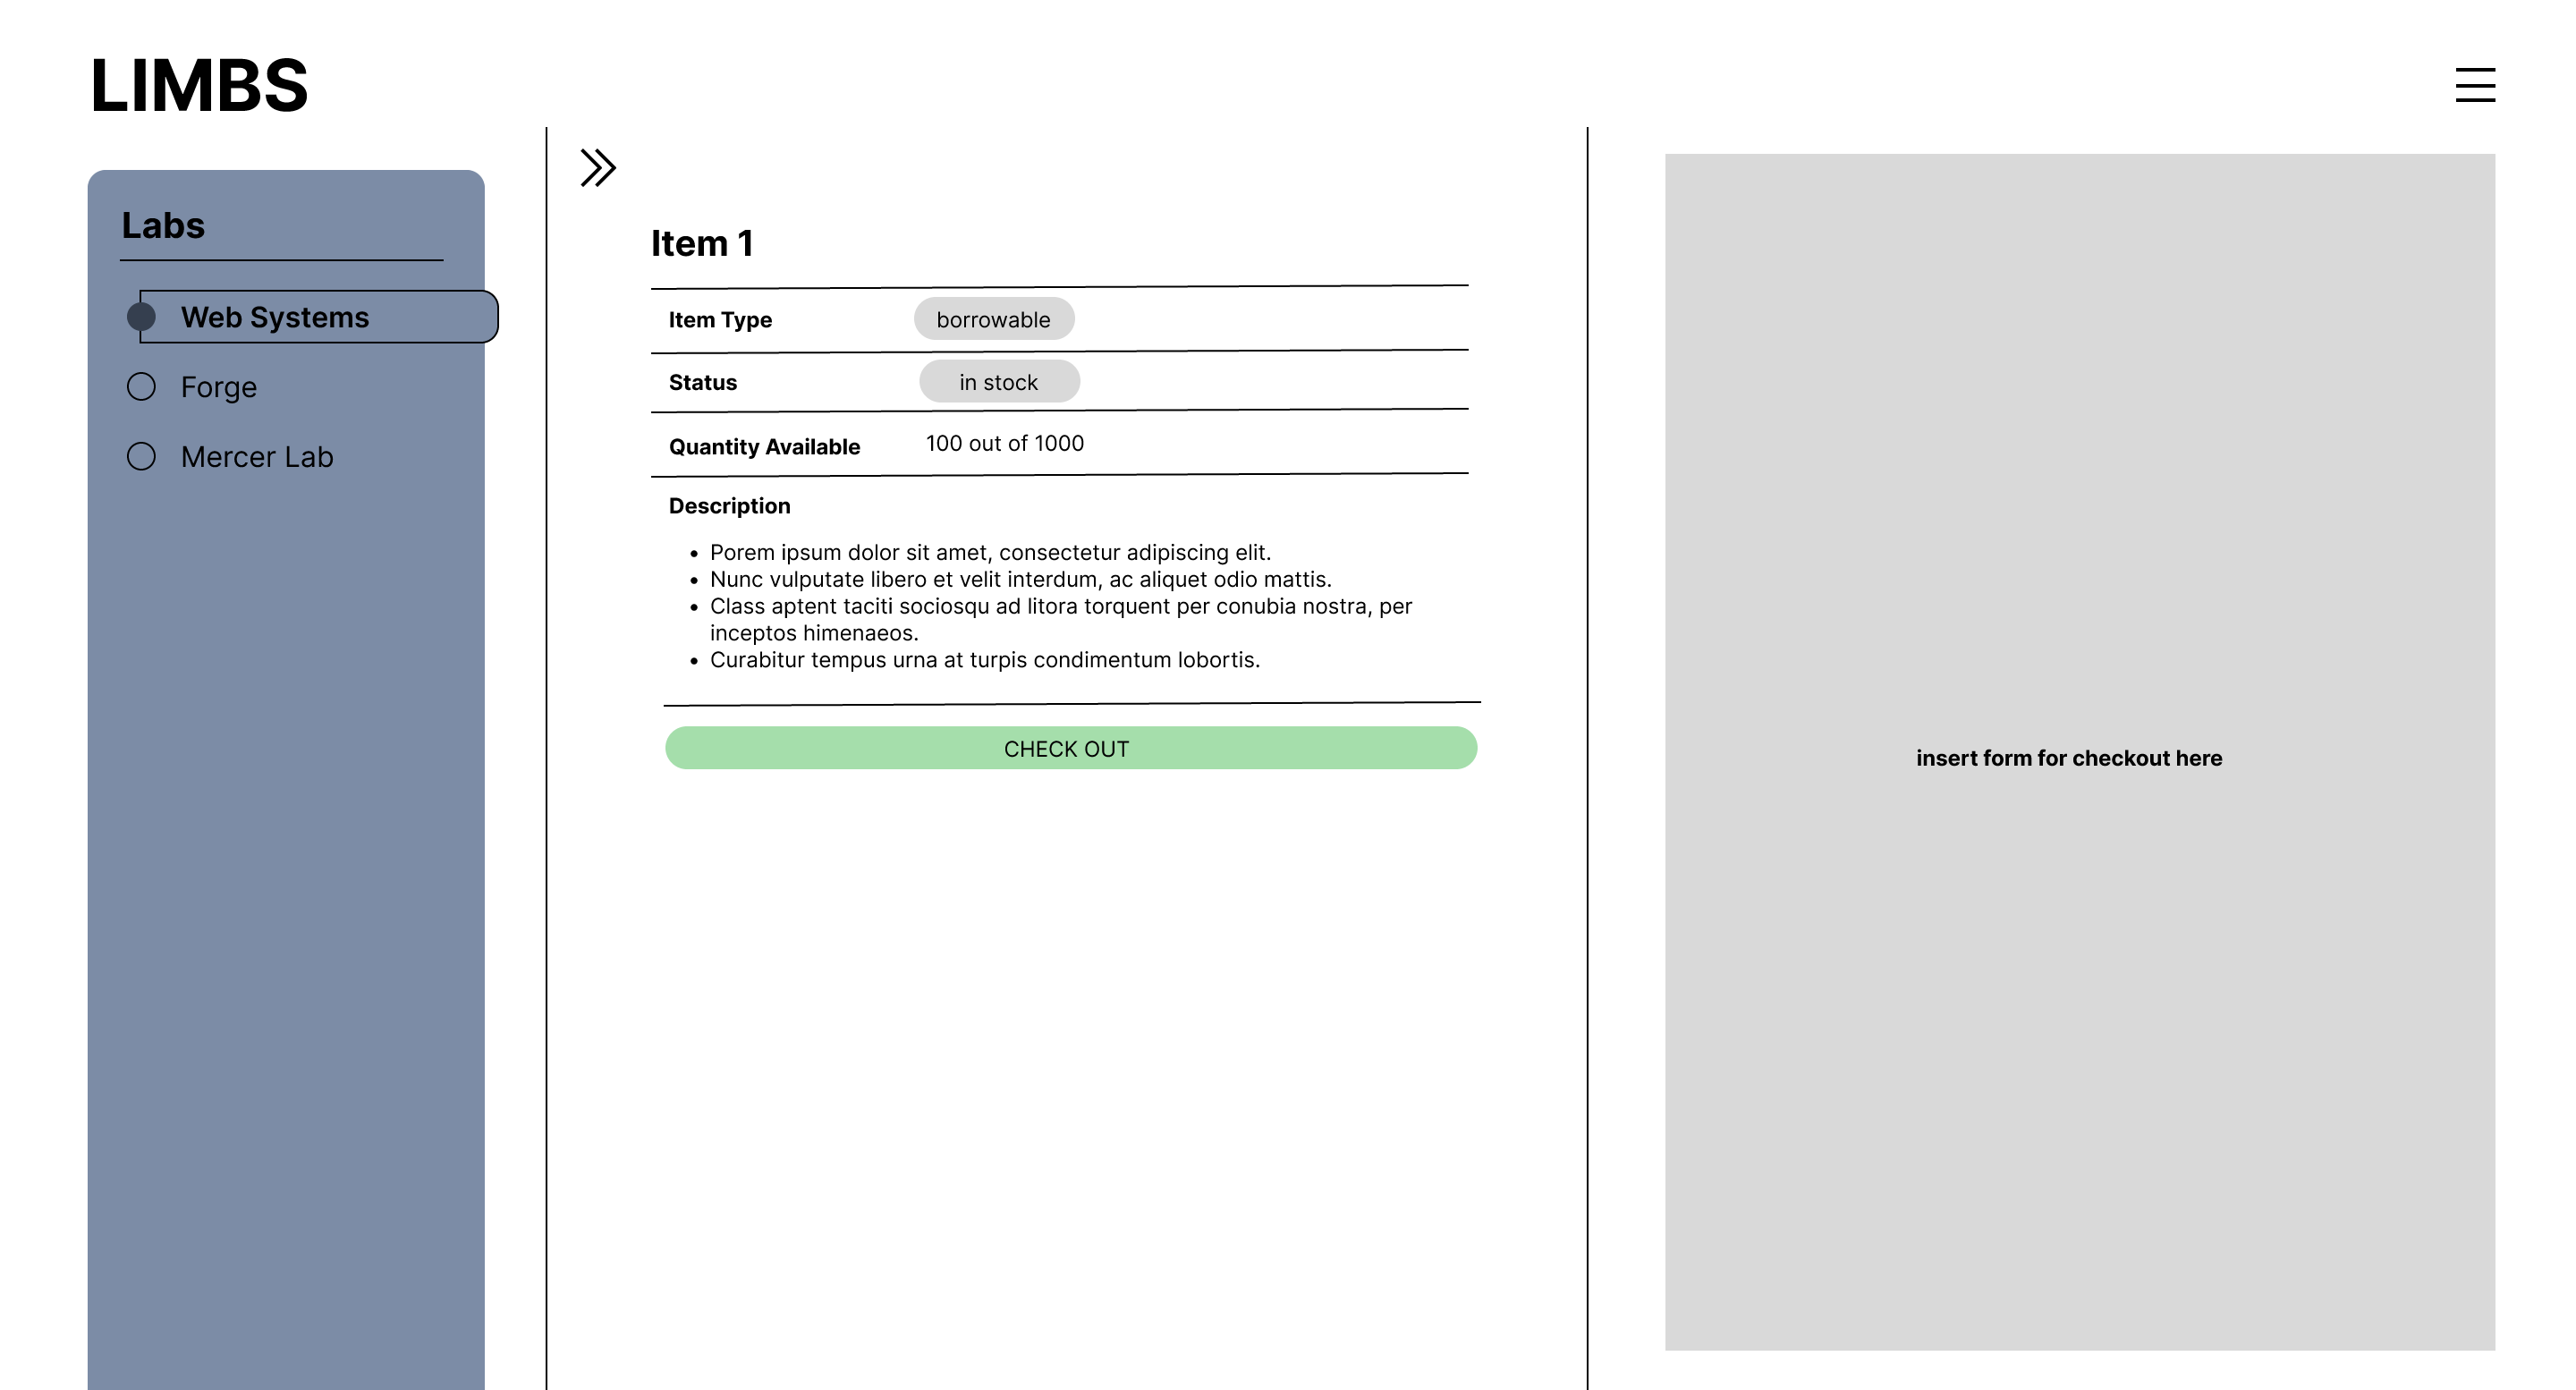 LIMBS
Labs
Web Systems
Forge
Mercer Lab
Item 1
Item Type borrowable
Status in stock
Quantity Available 100 out of 1000
Description
• Porem ipsum dolor sit amet, consectetur adipiscing elit.
• Nunc vulputate libero et velit interdum, ac aliquet odio mattis.
• Class aptent taciti sociosqu ad litora torquent per conubia nostra, per
inceptos himenaeos.
• Curabitur tempus urna at turpis condimentum lobortis.
CHECK OUT
insert form for checkout here